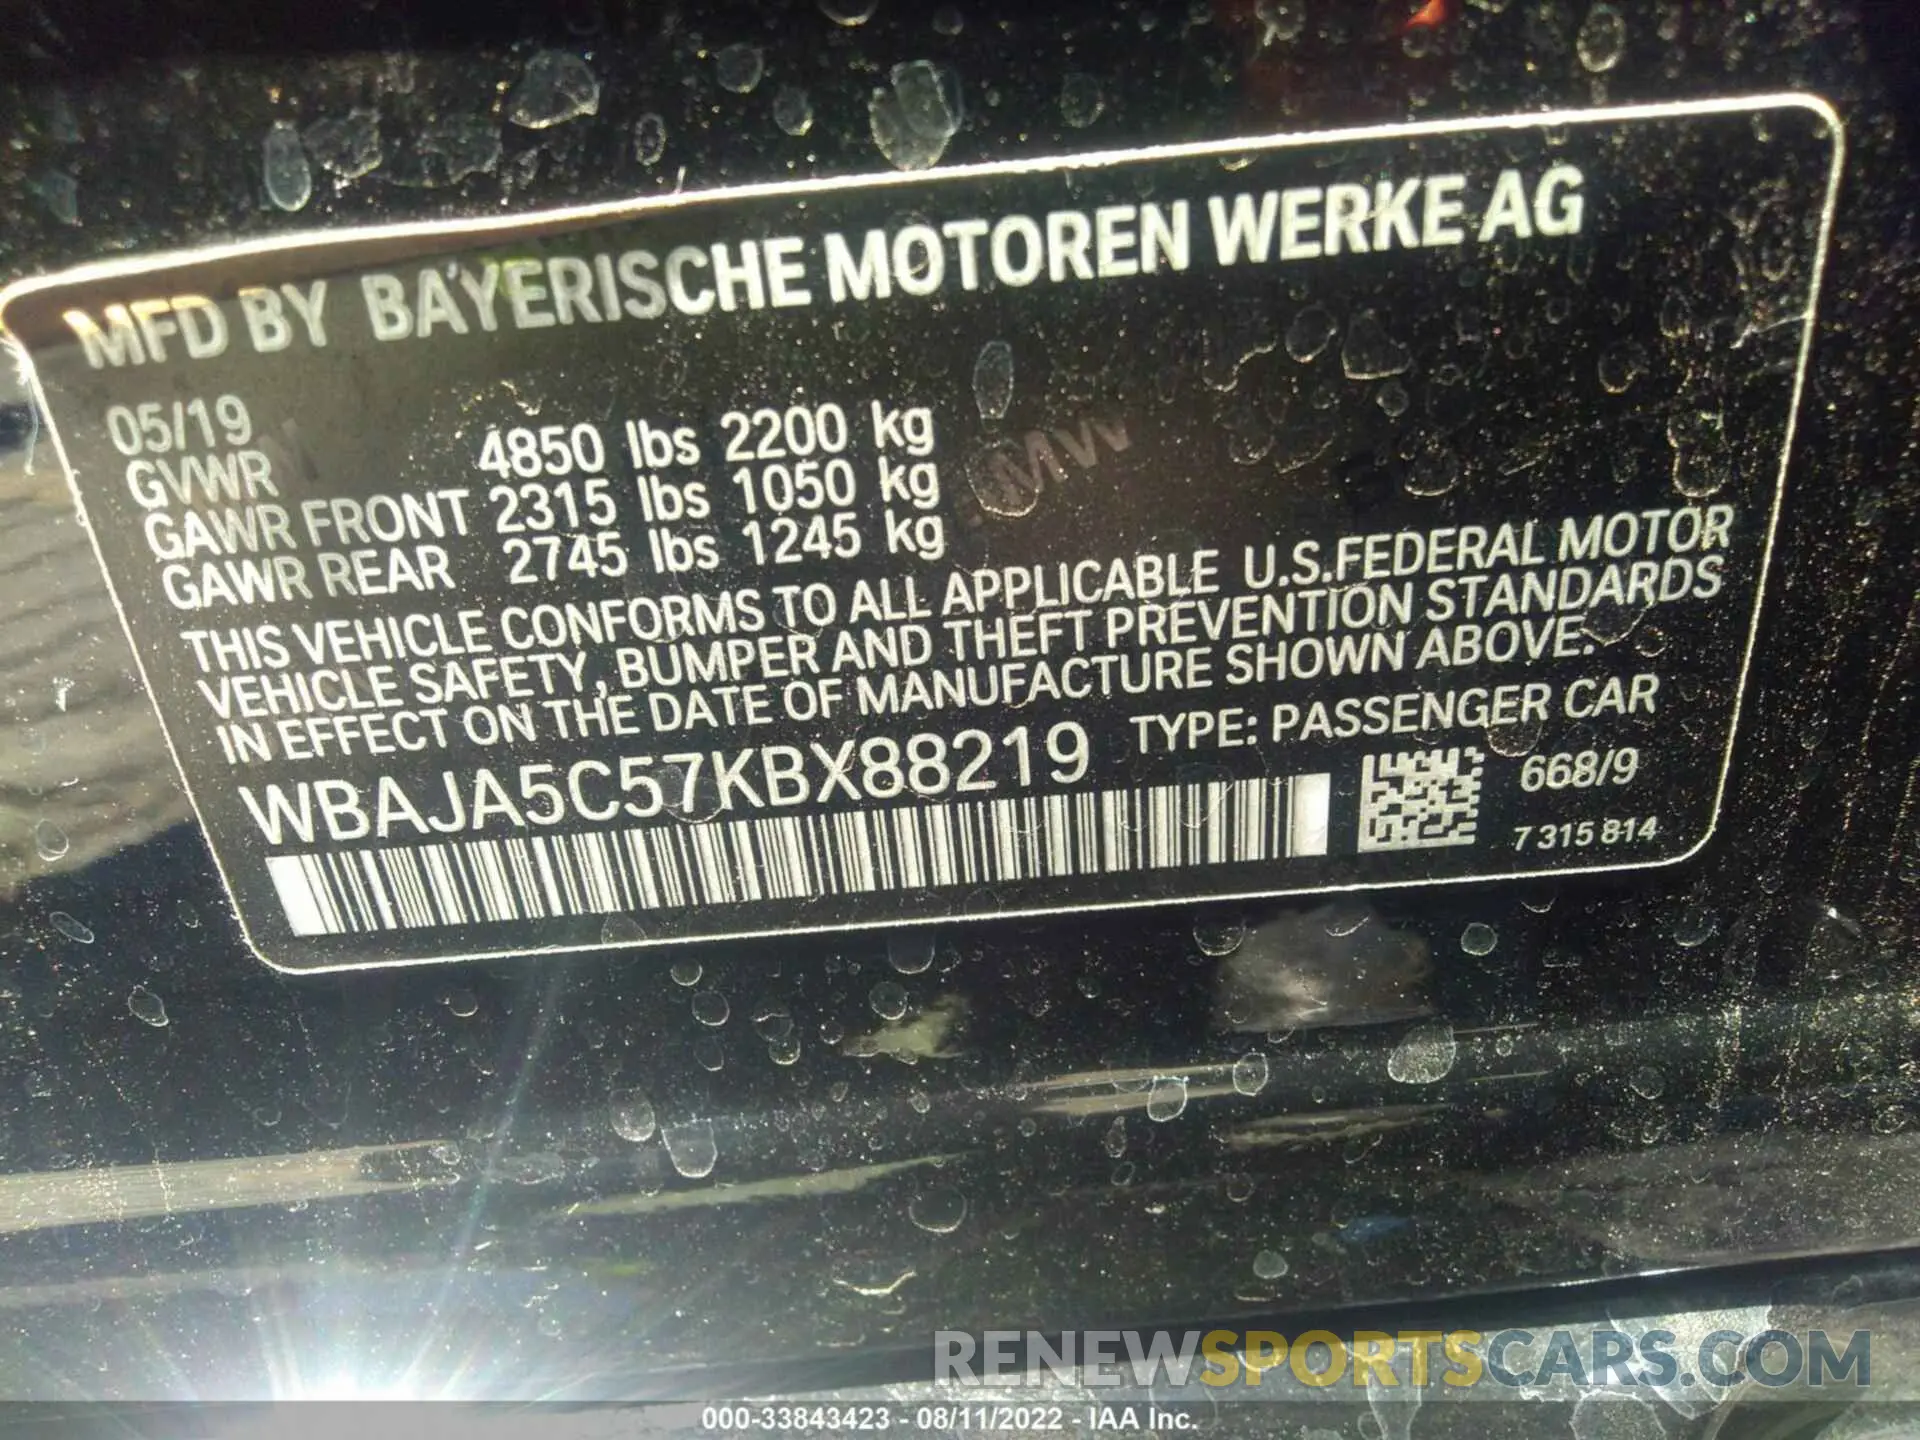 MFD BY BAYERISCHE MOTOREN WERKE AG
05/19
GVWR 4850 lbs 2200 kg
GAWR FRONT 2315 lbs 1050 kg
GAWR REAR 2745 lbs 1245 kg
THIS VEHICLE CONFORMS TO ALL APPLICABLE U.S.FEDERAL MOTOR
VEHICLE SAFETY, BUMPER AND THEFT PREVENTION STANDARDS
IN EFFECT ON THE DATE OF MANUFACTURE SHOWN ABOVE.
WBAJA5C57KBX88219 TYPE: PASSENGER CAR
668/9
7 315 814
RENEWSPORTSCARS.COM
000-33843423 - 08/11/2022 - IAA Inc.